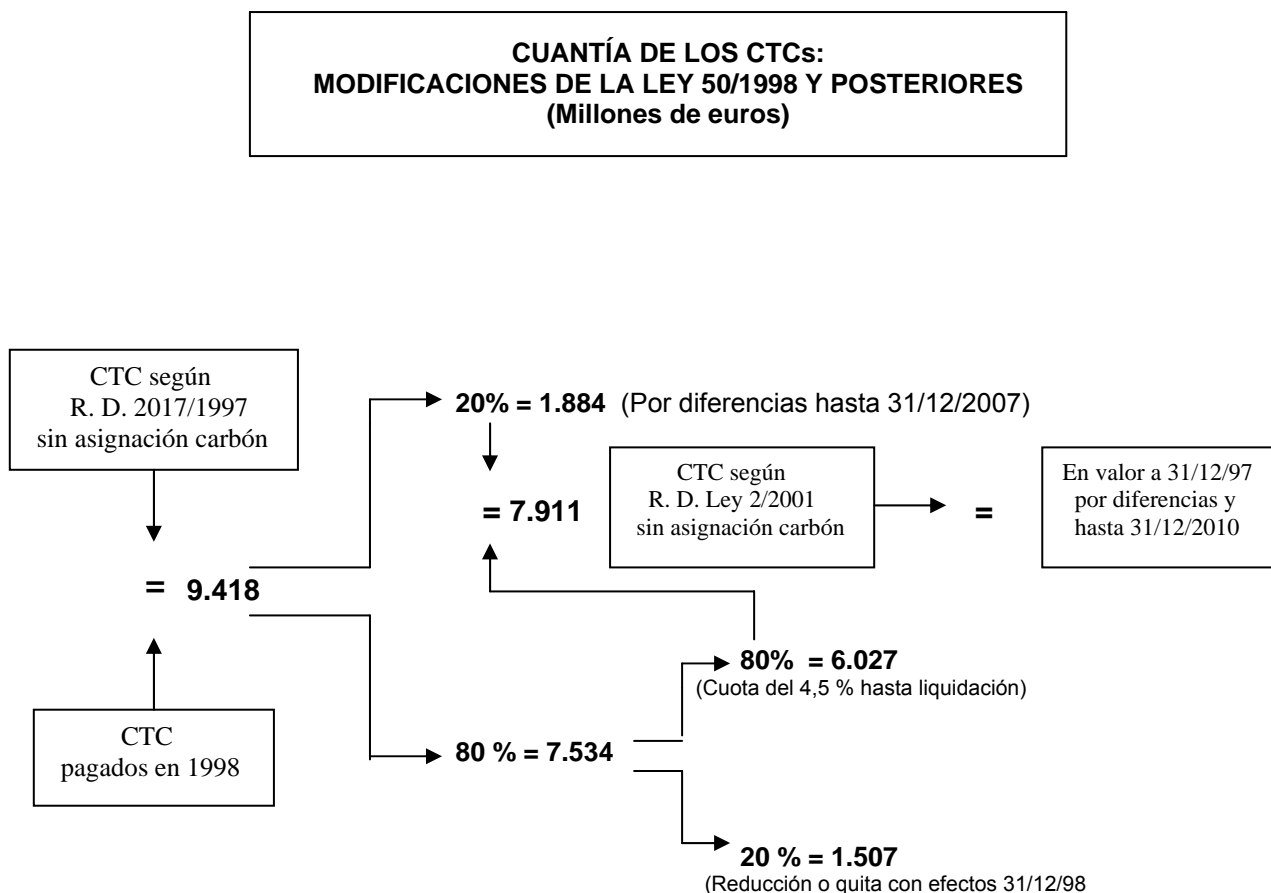 CUANTÍA DE LOS CTCs:
MODIFICACIONES DE LA LEY 50/1998 Y POSTERIORES
(Millones de euros)
CTC según
R. D. 2017/1997
sin asignación carbón
20% = 1.884 (Por diferencias hasta 31/12/2007)
= 7.911
CTC según
R. D. Ley 2/2001
sin asignación carbón
=
En valor a 31/12/97
por diferencias y
hasta 31/12/2010
= 9.418
80% = 6.027
(Cuota del 4,5 % hasta liquidación)
CTC
pagados en 1998
80 % = 7.534
20 % = 1.507
(Reducción o quita con efectos 31/12/98